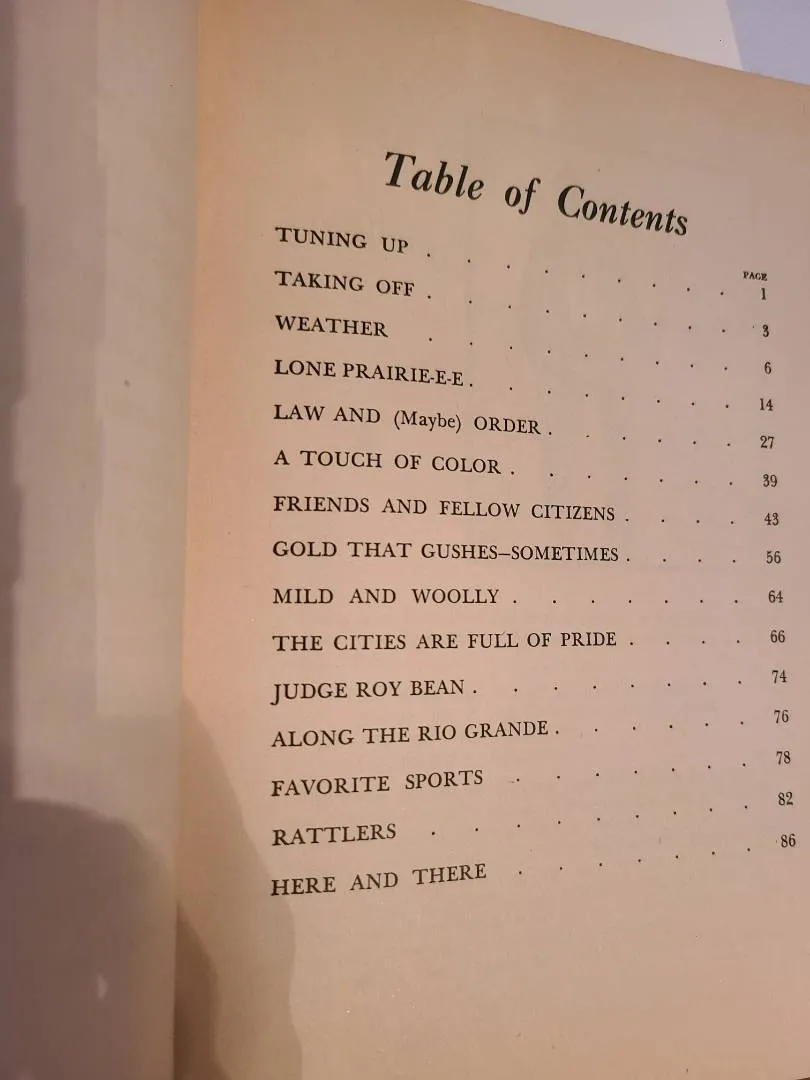 Table of Contents
PAGE
TUNING UP . . . . . . . . 1
TAKING OFF . . . . . . . . 3
WEATHER . . . . . . . . 6
LONE PRAIRIE-E-E . . . . . . . 14
LAW AND (Maybe) ORDER . . . . . 27
A TOUCH OF COLOR . . . . . . 39
FRIENDS AND FELLOW CITIZENS . . . . 43
GOLD THAT GUSHES—SOMETIMES . . . . 56
MILD AND WOOLLY . . . . . . . 64
THE CITIES ARE FULL OF PRIDE . . . . 66
JUDGE ROY BEAN . . . . . . . 74
ALONG THE RIO GRANDE . . . . . . 76
FAVORITE SPORTS . . . . . . . 78
RATTLERS . . . . . . . . 82
HERE AND THERE . . . . . . . 86